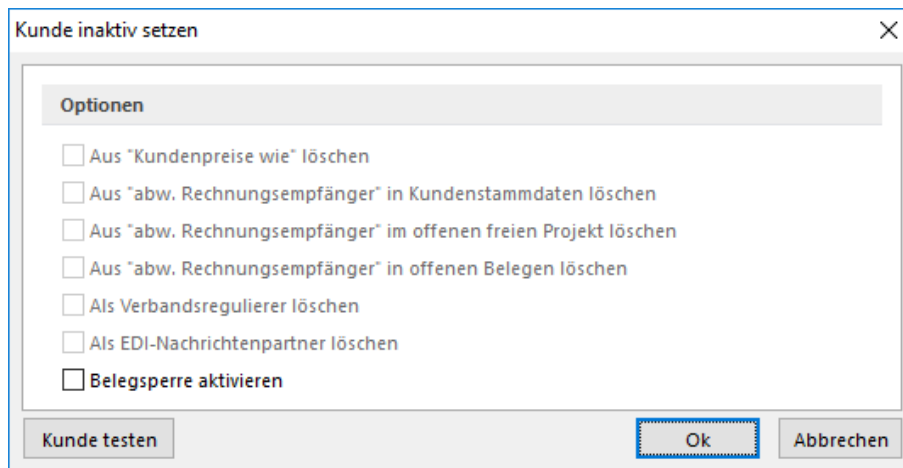 Kunde inaktiv setzen
Optionen
Aus "Kundenpreise wie" löschen
Aus "abw. Rechnungsempfänger" in Kundenstammdaten löschen
Aus "abw. Rechnungsempfänger" im offenen freien Projekt löschen
Aus "abw. Rechnungsempfänger" in offenen Belegen löschen
Als Verbandsregulierer löschen
Als EDI-Nachrichtenpartner löschen
Belegsperre aktivieren
Kunde testen Ok Abbrechen